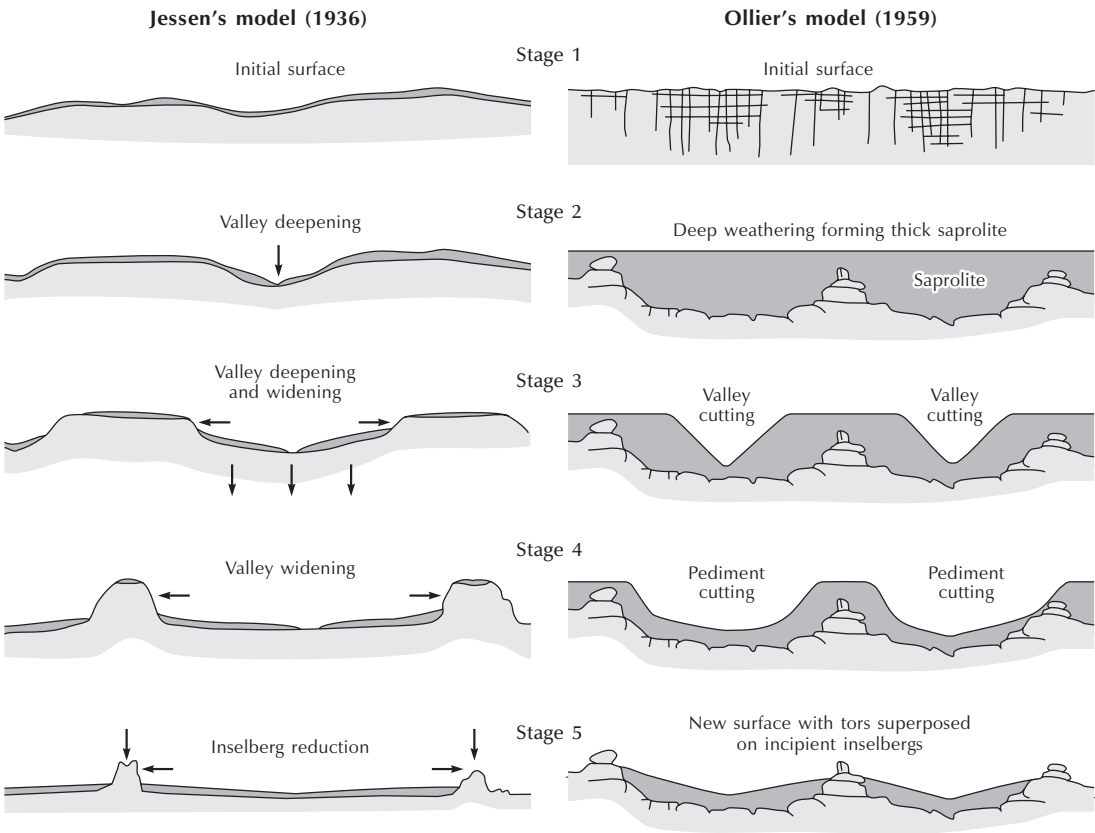 Jessen’s model (1936)
Ollier’s model (1959)
Stage 1
Initial surface
Initial surface
Stage 2
Valley deepening
Deep weathering forming thick saprolite
Saprolite
Stage 3
Valley deepening
and widening
Valley
cutting
Valley
cutting
Stage 4
Valley widening
Pediment
cutting
Pediment
cutting
Stage 5
Inselberg reduction
New surface with tors superposed
on incipient inselbergs